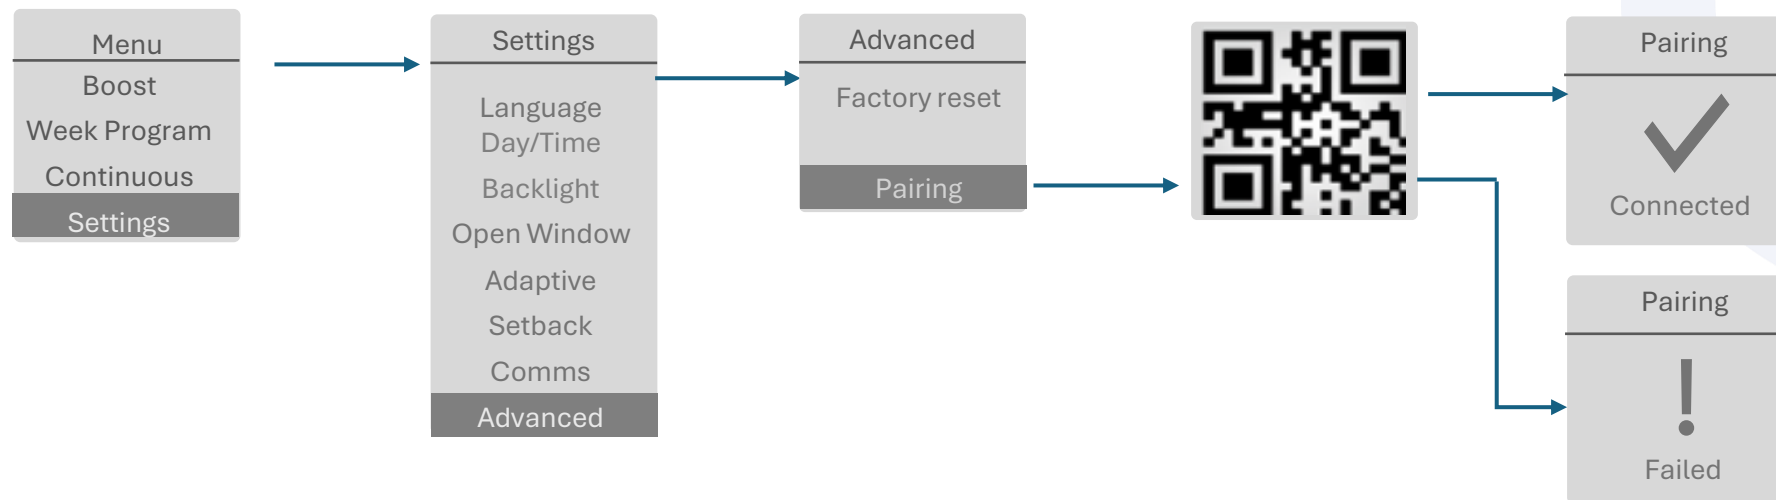 Menu
Boost
Week Program
Continuous
Settings
Settings
Language
Day/Time
Backlight
Open Window
Adaptive
Setback
Comms
Advanced
Advanced
Factory reset
Pairing
Pairing
Connected
Pairing
!
Failed